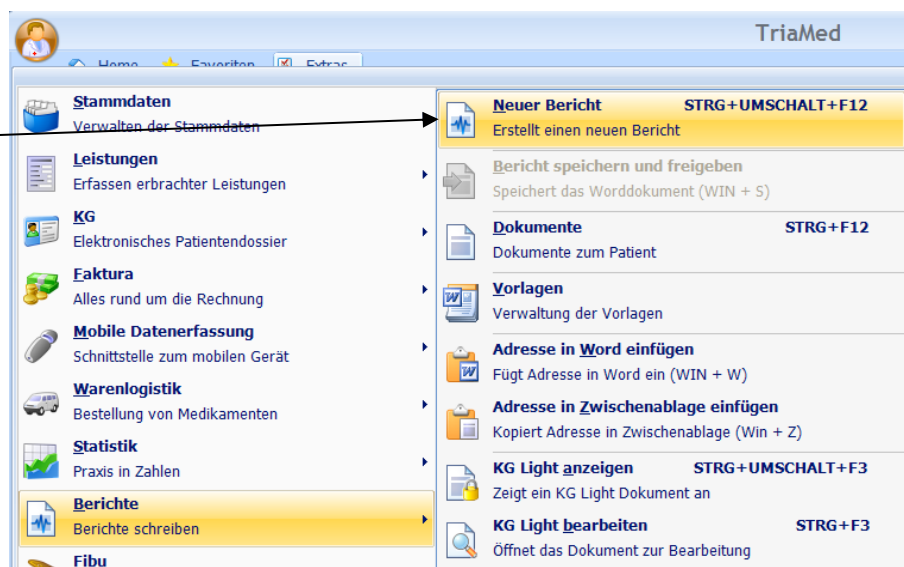 TriaMed
Home Favoriten Extras
Stammdaten
Verwalten der Stammdaten
Leistungen
Erfassen erbrachter Leistungen
KG
Elektronisches Patientendossier
Faktura
Alles rund um die Rechnung
Mobile Datenerfassung
Schnittstelle zum mobilen Gerät
Warenlogistik
Bestellung von Medikamenten
Statistik
Praxis in Zahlen
Berichte
Berichte schreiben
Fibu
Neuer Bericht STRG+UMSCHALT+F12
Erstellt einen neuen Bericht
Bericht speichern und freigeben
Speichert das Worddokument (WIN + S)
Dokumente STRG+F12
Dokumente zum Patient
Vorlagen
Verwaltung der Vorlagen
Adresse in Word einfügen
Fügt Adresse in Word ein (WIN + W)
Adresse in Zwischenablage einfügen
Kopiert Adresse in Zwischenablage (Win + Z)
KG Light anzeigen STRG+UMSCHALT+F3
Zeigt ein KG Light Dokument an
KG Light bearbeiten STRG+F3
Öffnet das Dokument zur Bearbeitung